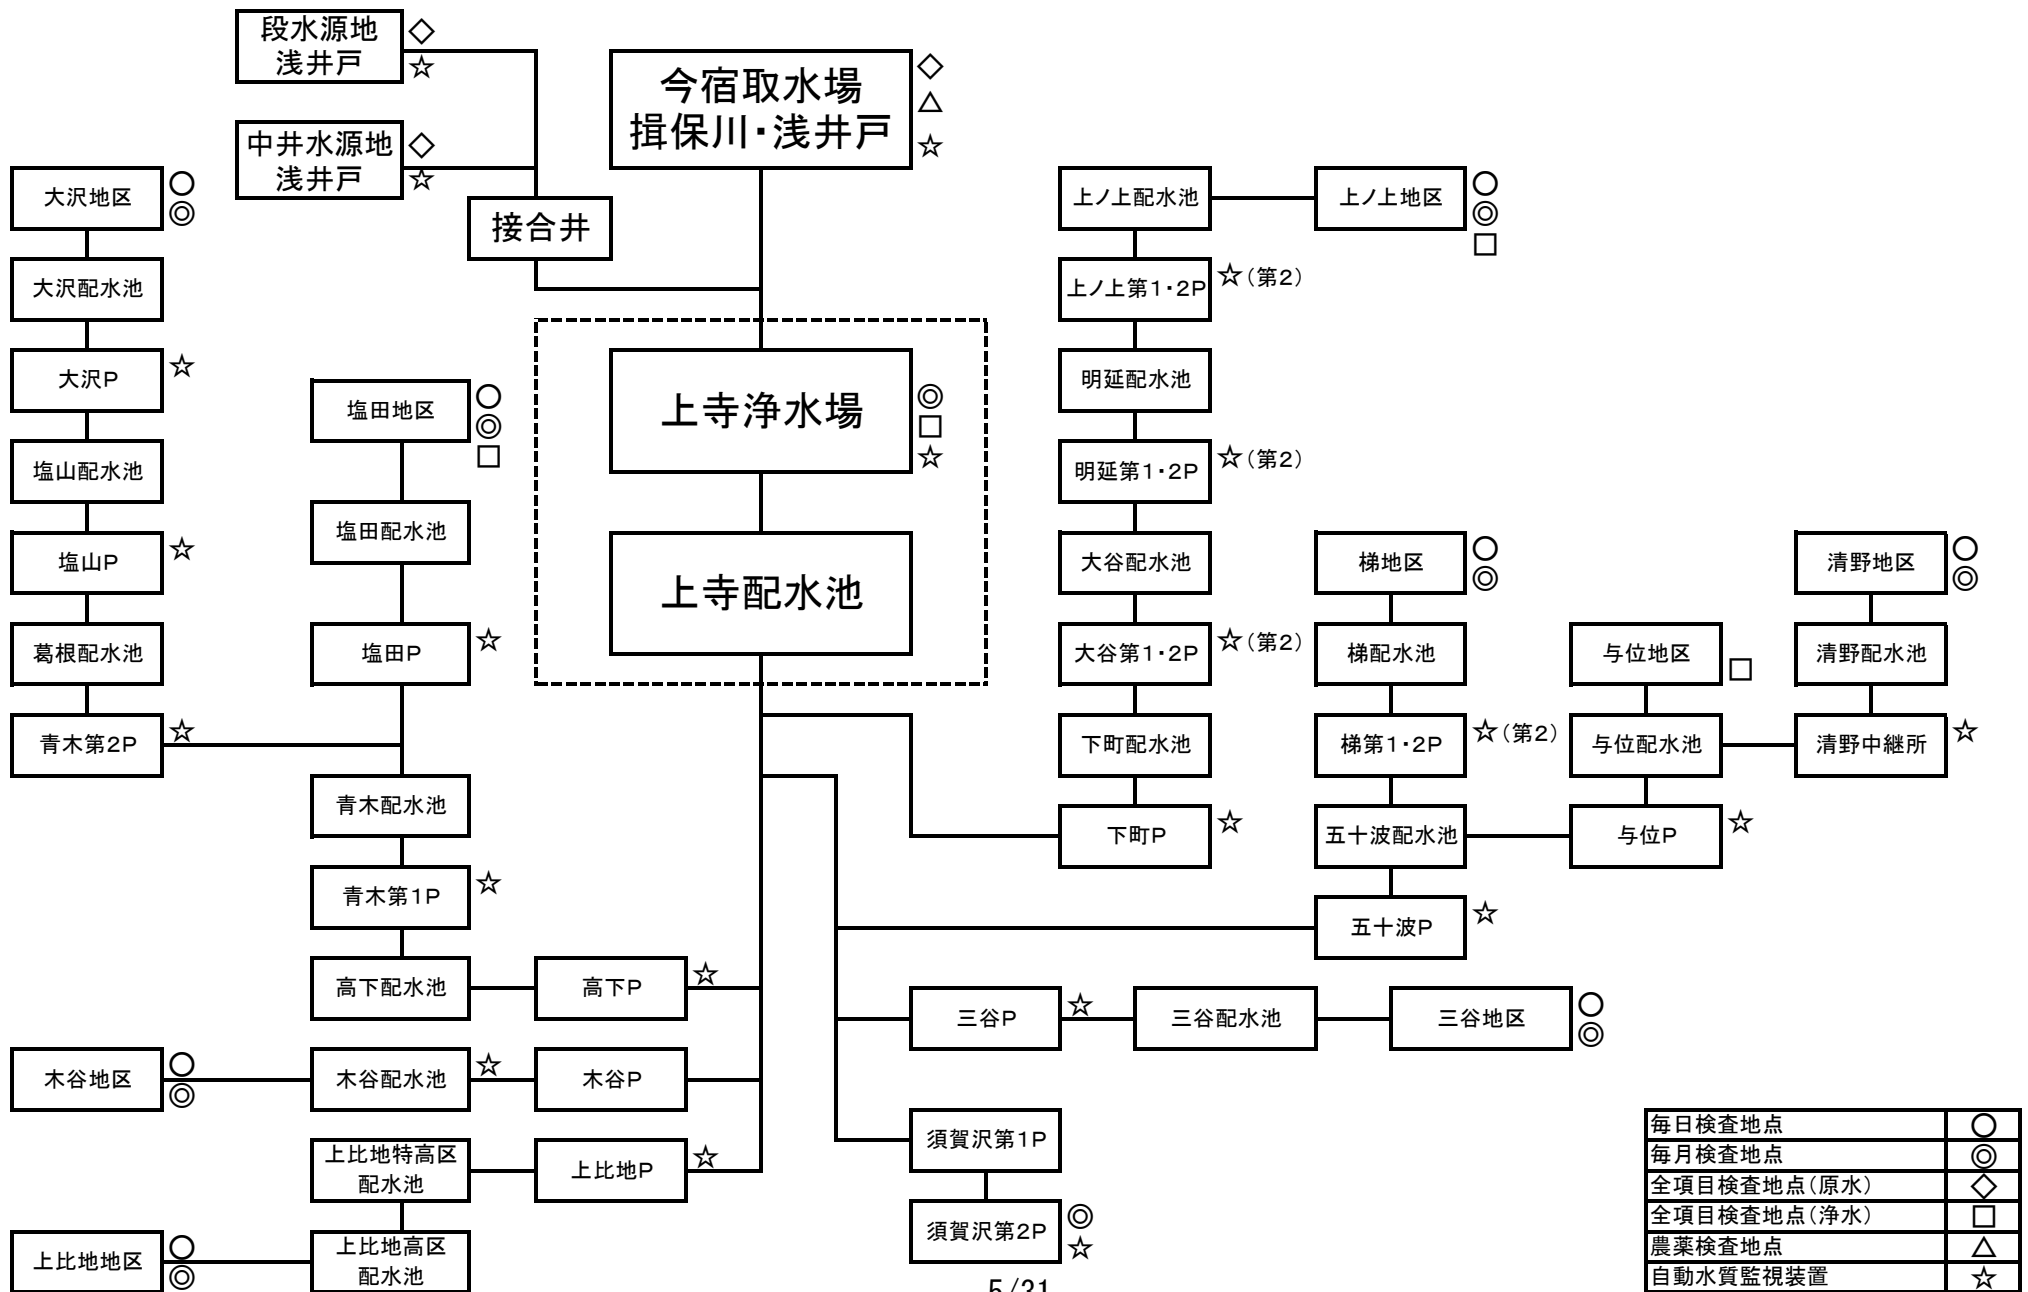 段水源地
浅井戸
◇
☆
今宿取水場
揖保川・浅井戸
◇
△
☆
中井水源地
浅井戸
◇
☆
接合井
大沢地区
○
◎
大沢配水池
大沢P
☆
塩山配水池
塩山P
☆
葛根配水池
青木第2P
☆
塩田地区
○
◎
□
塩田配水池
塩田P
☆
青木配水池
青木第1P
☆
高下配水池
高下P
☆
木谷地区
○
◎
木谷配水池
☆
木谷P
上比地特高区
配水池
上比地P
☆
上比地地区
○
◎
上比地高区
配水池
上寺浄水場
◎
□
☆
上寺配水池
上ノ上配水池
上ノ上地区
○
◎
□
上ノ上第1・2P
☆(第2)
明延配水池
明延第1・2P
☆(第2)
大谷配水池
大谷第1・2P
☆(第2)
下町配水池
下町P
☆
梯地区
○
◎
梯配水池
梯第1・2P
☆(第2)
五十波配水池
五十波P
☆
与位地区
□
与位配水池
与位P
☆
清野地区
○
◎
清野配水池
清野中継所
☆
三谷P
☆
三谷配水池
三谷地区
○
◎
須賀沢第1P
須賀沢第2P
◎
☆
毎日検査地点 ○
毎月検査地点 ◎
全項目検査地点(原水) ◇
全項目検査地点(浄水) □
農薬検査地点 △
自動水質監視装置 ☆
5/31